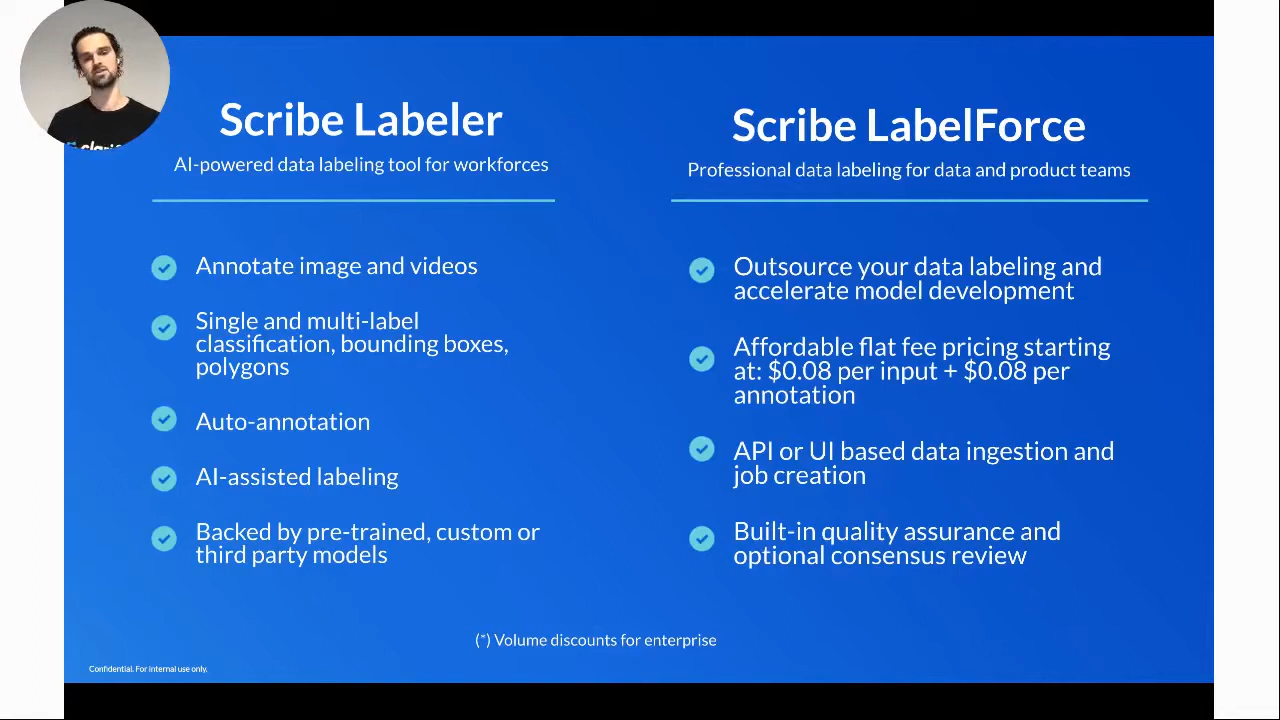 Scribe Labeler
AI-powered data labeling tool for workforces
Annotate image and videos
Single and multi-label
classification, bounding boxes,
polygons
Auto-annotation
AI-assisted labeling
Backed by pre-trained, custom or
third party models
Scribe LabelForce
Professional data labeling for data and product teams
Outsource your data labeling and
accelerate model development
Affordable flat fee pricing starting
at: $0.08 per input + $0.08 per
annotation
API or UI based data ingestion and
job creation
Built-in quality assurance and
optional consensus review
(*) Volume discounts for enterprise
Confidential. For internal use only.